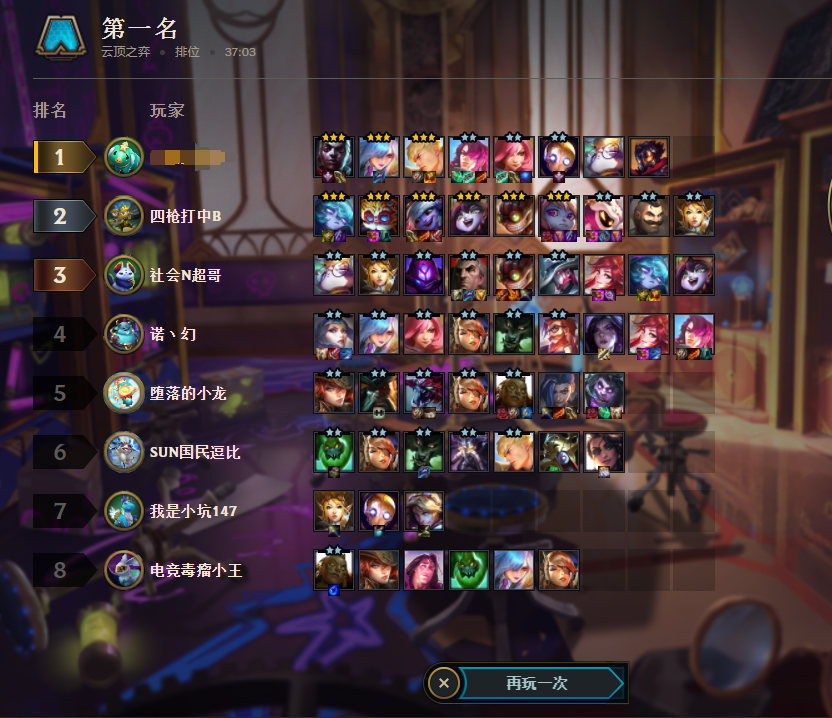 第一名
云顶之弈 • 排位 • 37:03
排名 玩家
1
2 四枪打中B
3 社会N超哥
4 诺丶幻
5 堕落的小龙
6 SUN国民逗比
7 我是小坑147
8 电竞毒瘤小王
再玩一次